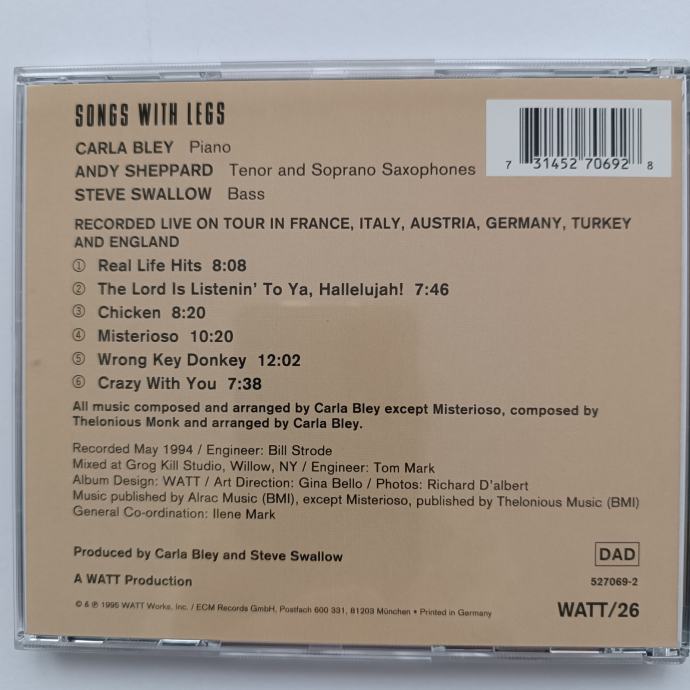 SONGS WITH LEGS
CARLA BLEY Piano
ANDY SHEPPARD Tenor and Soprano Saxophones
STEVE SWALLOW Bass
7 31452 70692 8
RECORDED LIVE ON TOUR IN FRANCE, ITALY, AUSTRIA, GERMANY, TURKEY
AND ENGLAND
① Real Life Hits 8:08
② The Lord Is Listenin' To Ya, Hallelujah! 7:46
③ Chicken 8:20
④ Misterioso 10:20
⑤ Wrong Key Donkey 12:02
⑥ Crazy With You 7:38
All music composed and arranged by Carla Bley except Misterioso, composed by
Thelonious Monk and arranged by Carla Bley.
Recorded May 1994 / Engineer: Bill Strode
Mixed at Grog Kill Studio, Willow, NY / Engineer: Tom Mark
Album Design: WATT / Art Direction: Gina Bello / Photos: Richard D'albert
Music published by Alrac Music (BMI), except Misterioso, published by Thelonious Music (BMI)
General Co-ordination: Ilene Mark
Produced by Carla Bley and Steve Swallow
A WATT Production
© & ℗ 1995 WATT Works, Inc. / ECM Records GmbH, Postfach 600 331, 81203 München • Printed in Germany
DAD
527069-2
WATT/26